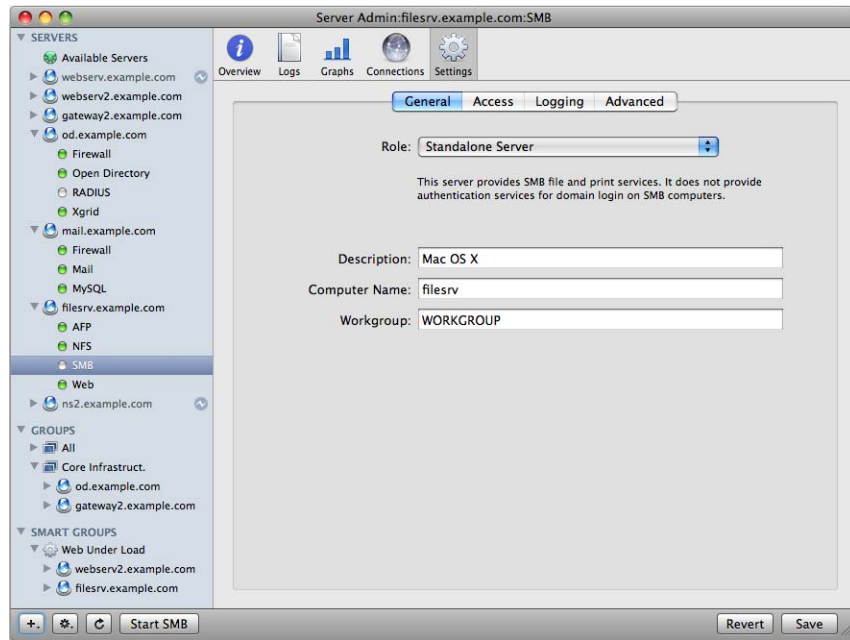 Server Admin:filesrv.example.com:SMB
SERVERS
Available Servers
webserv.example.com
webserv2.example.com
gateway2.example.com
od.example.com
Firewall
Open Directory
RADIUS
Xgrid
mail.example.com
Firewall
Mail
MySQL
filesrv.example.com
AFP
NFS
SMB
Web
ns2.example.com
GROUPS
All
Core Infrastruct.
od.example.com
gateway2.example.com
SMART GROUPS
Web Under Load
webserv2.example.com
filesrv.example.com
Overview Logs Graphs Connections Settings
General Access Logging Advanced
Role: Standalone Server
This server provides SMB file and print services. It does not provide
authentication services for domain login on SMB computers.
Description: Mac OS X
Computer Name: filesrv
Workgroup: WORKGROUP
Start SMB Revert Save